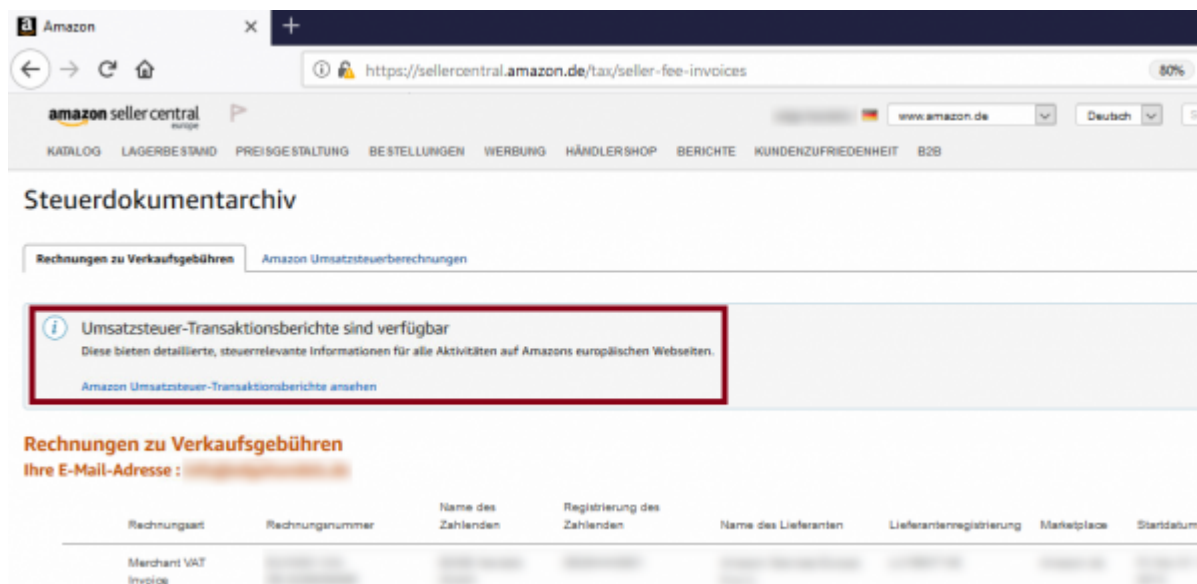 Amazon
https://sellercentral.amazon.de/tax/seller-fee-invoices 80%
amazon seller central
europe
www.amazon.de Deutsch
KATALOG LAGERBESTAND PREISGESTALTUNG BESTELLUNGEN WERBUNG HÄNDLERSHOP BERICHTE KUNDENZUFRIEDENHEIT B2B
Steuerdokumentarchiv
Rechnungen zu Verkaufsgebühren Amazon Umsatzsteuerberechnungen
Umsatzsteuer-Transaktionsberichte sind verfügbar
Diese bieten detaillierte, steuerrelevante Informationen für alle Aktivitäten auf Amazons europäischen Webseiten.
Amazon Umsatzsteuer-Transaktionsberichte ansehen
Rechnungen zu Verkaufsgebühren
Ihre E-Mail-Adresse :
Rechnungsart Rechnungsnummer Name des Zahlenden Registrierung des Zahlenden Name des Lieferanten Lieferantenregistrierung Marketplace Startdatum
Merchant VAT
Invoice